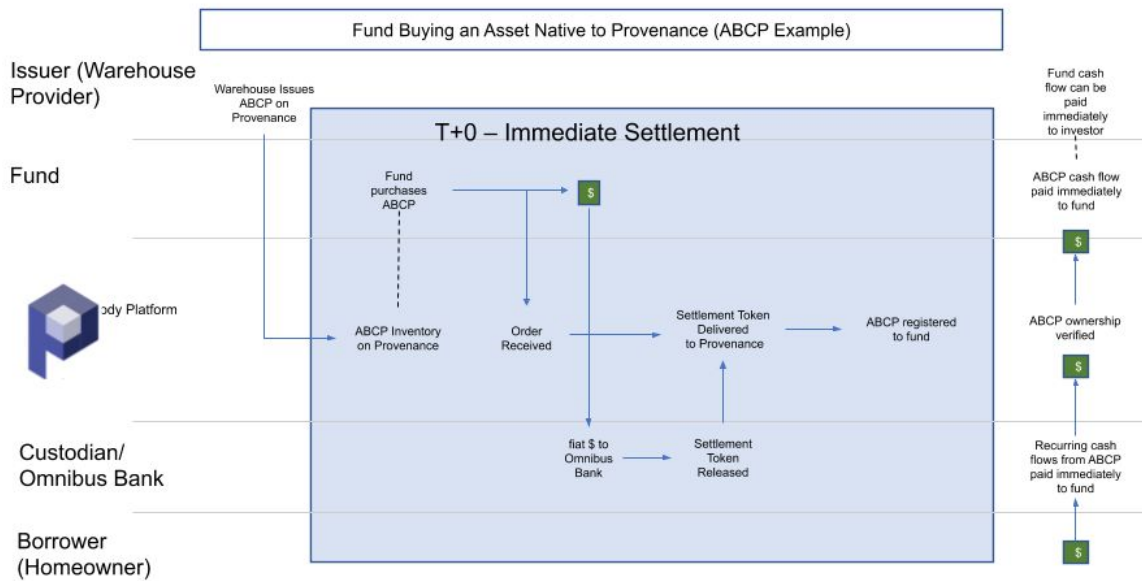 Fund Buying an Asset Native to Provenance (ABCP Example)
Issuer (Warehouse
Provider)
Warehouse Issues
ABCP on
Provenance
Fund cash
flow can be
paid
immediately
to investor
T+0 – Immediate Settlement
Fund
Fund
purchases
ABCP
$
ABCP cash flow
paid immediately
to fund
$
Platform
ABCP Inventory
on Provenance
Order
Received
Settlement Token
Delivered
to Provenance
ABCP registered
to fund
ABCP ownership
verified
$
Custodian/
Omnibus Bank
fiat $ to
Omnibus
Bank
Settlement
Token
Released
Recurring cash
flows from ABCP
paid immediately
to fund
Borrower
(Homeowner)
$